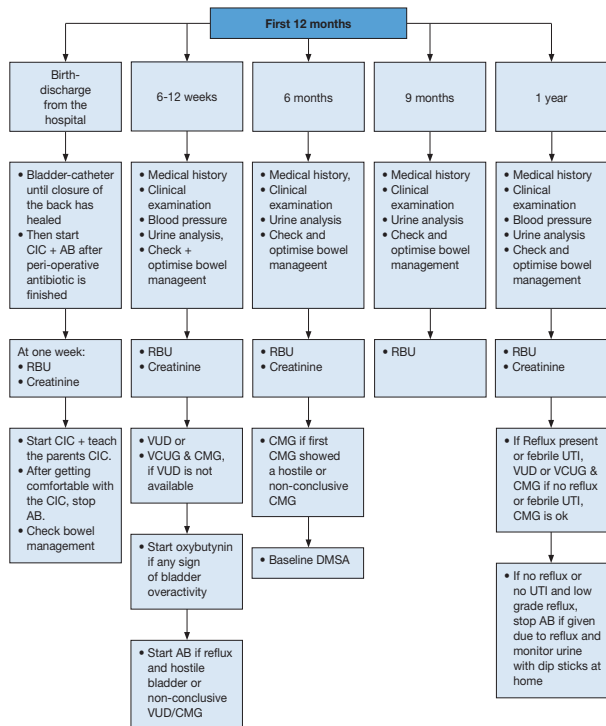 First 12 months
Birth-
discharge
from the
hospital
6-12 weeks
6 months
9 months
1 year
• Bladder-catheter
until closure of
the back has
healed
• Then start
CIC + AB after
peri-operative
antibiotic is
finished
• Medical history
• Clinical
examination
• Blood pressure
• Urine analysis,
• Check +
optimise bowel
manageent
• Medical history,
• Clinical
examination
• Urine analysis
• Check and
optimise bowel
manageent
• Medical history
• Clinical
examination
• Urine analysis
• Check and
optimise bowel
management
• Medical history
• Clinical
examination
• Blood pressure
• Urine analysis
• Check and
optimise bowel
management
At one week:
• RBU
• Creatinine
• RBU
• Creatinine
• RBU
• Creatinine
• RBU
• RBU
• Creatinine
• Start CIC + teach
the parents CIC.
• After getting
comfortable with
the CIC, stop
AB.
• Check bowel
management
• VUD or
• VCUG & CMG,
if VUD is not
available
• CMG if first
CMG showed
a hostile or
non-conclusive
CMG
• If Reflux present
or febrile UTI,
VUD or VCUG &
CMG if no reflux
or febrile UTI,
CMG is ok
• Start oxybutynin
if any sign
of bladder
overactivity
• Baseline DMSA
• If no reflux or
no UTI and low
grade reflux,
stop AB if given
due to reflux and
monitor urine
with dip sticks at
home
• Start AB if reflux
and hostile
bladder or
non-conclusive
VUD/CMG